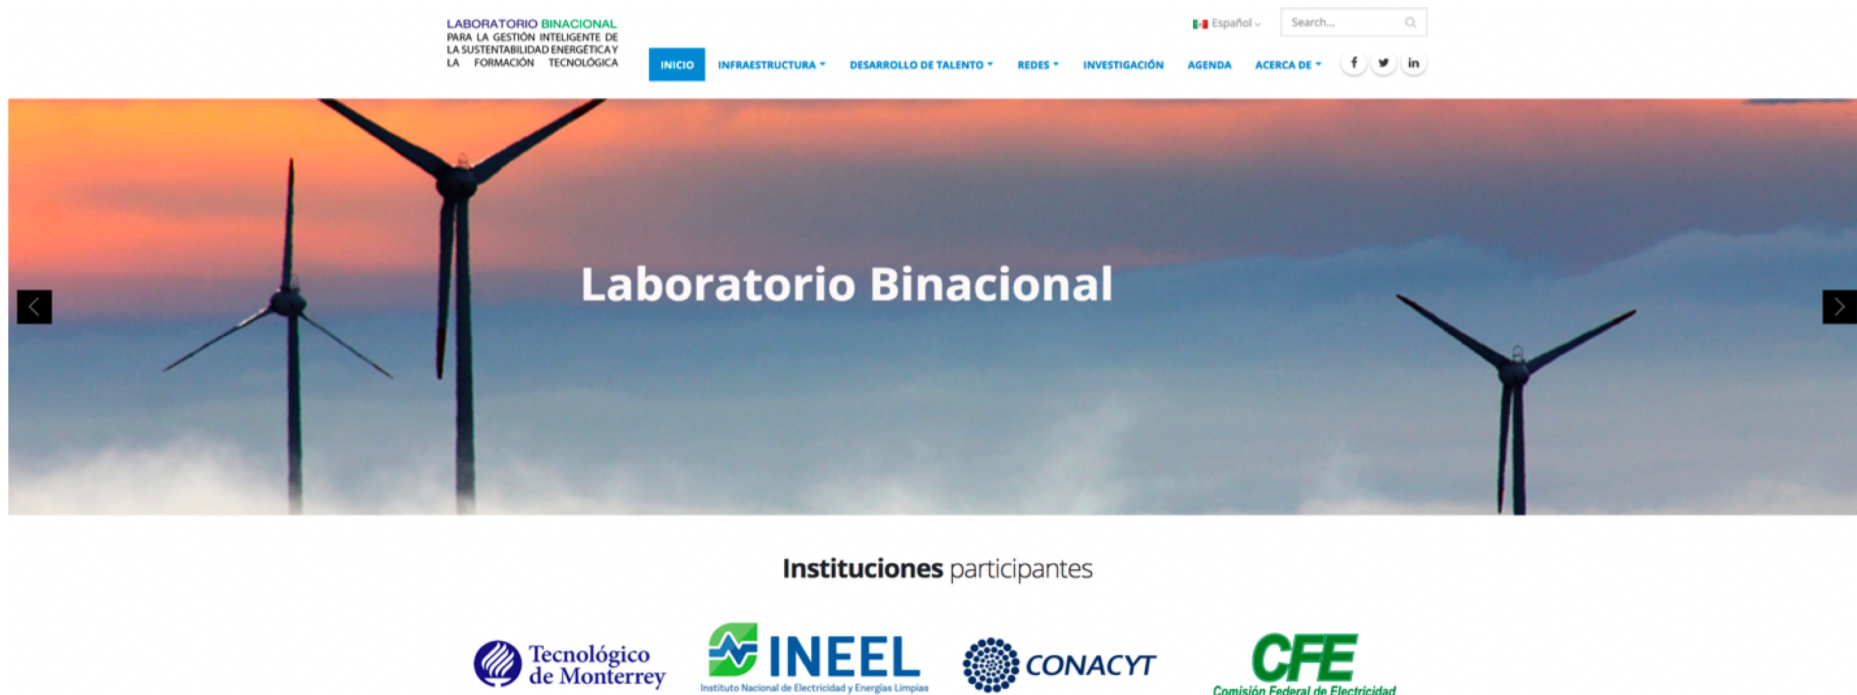 LABORATORIO BINACIONAL
PARA LA GESTIÓN INTELIGENTE DE
LA SUSTENTABILIDAD ENERGÉTICA Y
LA FORMACIÓN TECNOLÓGICA
Español
Search...
INICIO
INFRAESTRUCTURA
DESARROLLO DE TALENTO
REDES
INVESTIGACIÓN
AGENDA
ACERCA DE
f
in
Laboratorio Binacional
Instituciones participantes
Tecnológico
de Monterrey
INEEL
Instituto Nacional de Electricidad y Energías Limpias
CONACYT
CFE
Comisión Federal de Electricidad